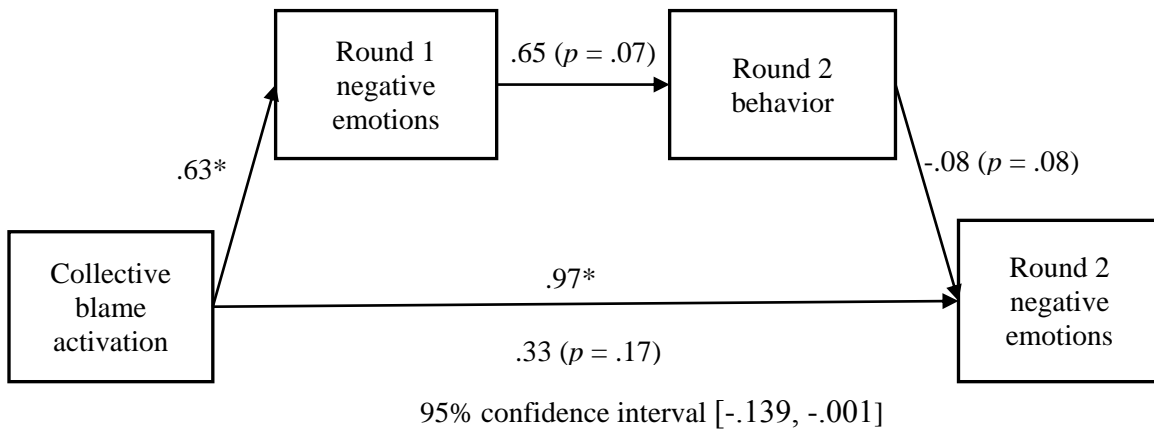 Round 1
negative
emotions
.65 (p = .07)
Round 2
behavior
.63*
-.08 (p = .08)
Collective
blame
activation
.97*
.33 (p = .17)
Round 2
negative
emotions
95% confidence interval [-.139, -.001]